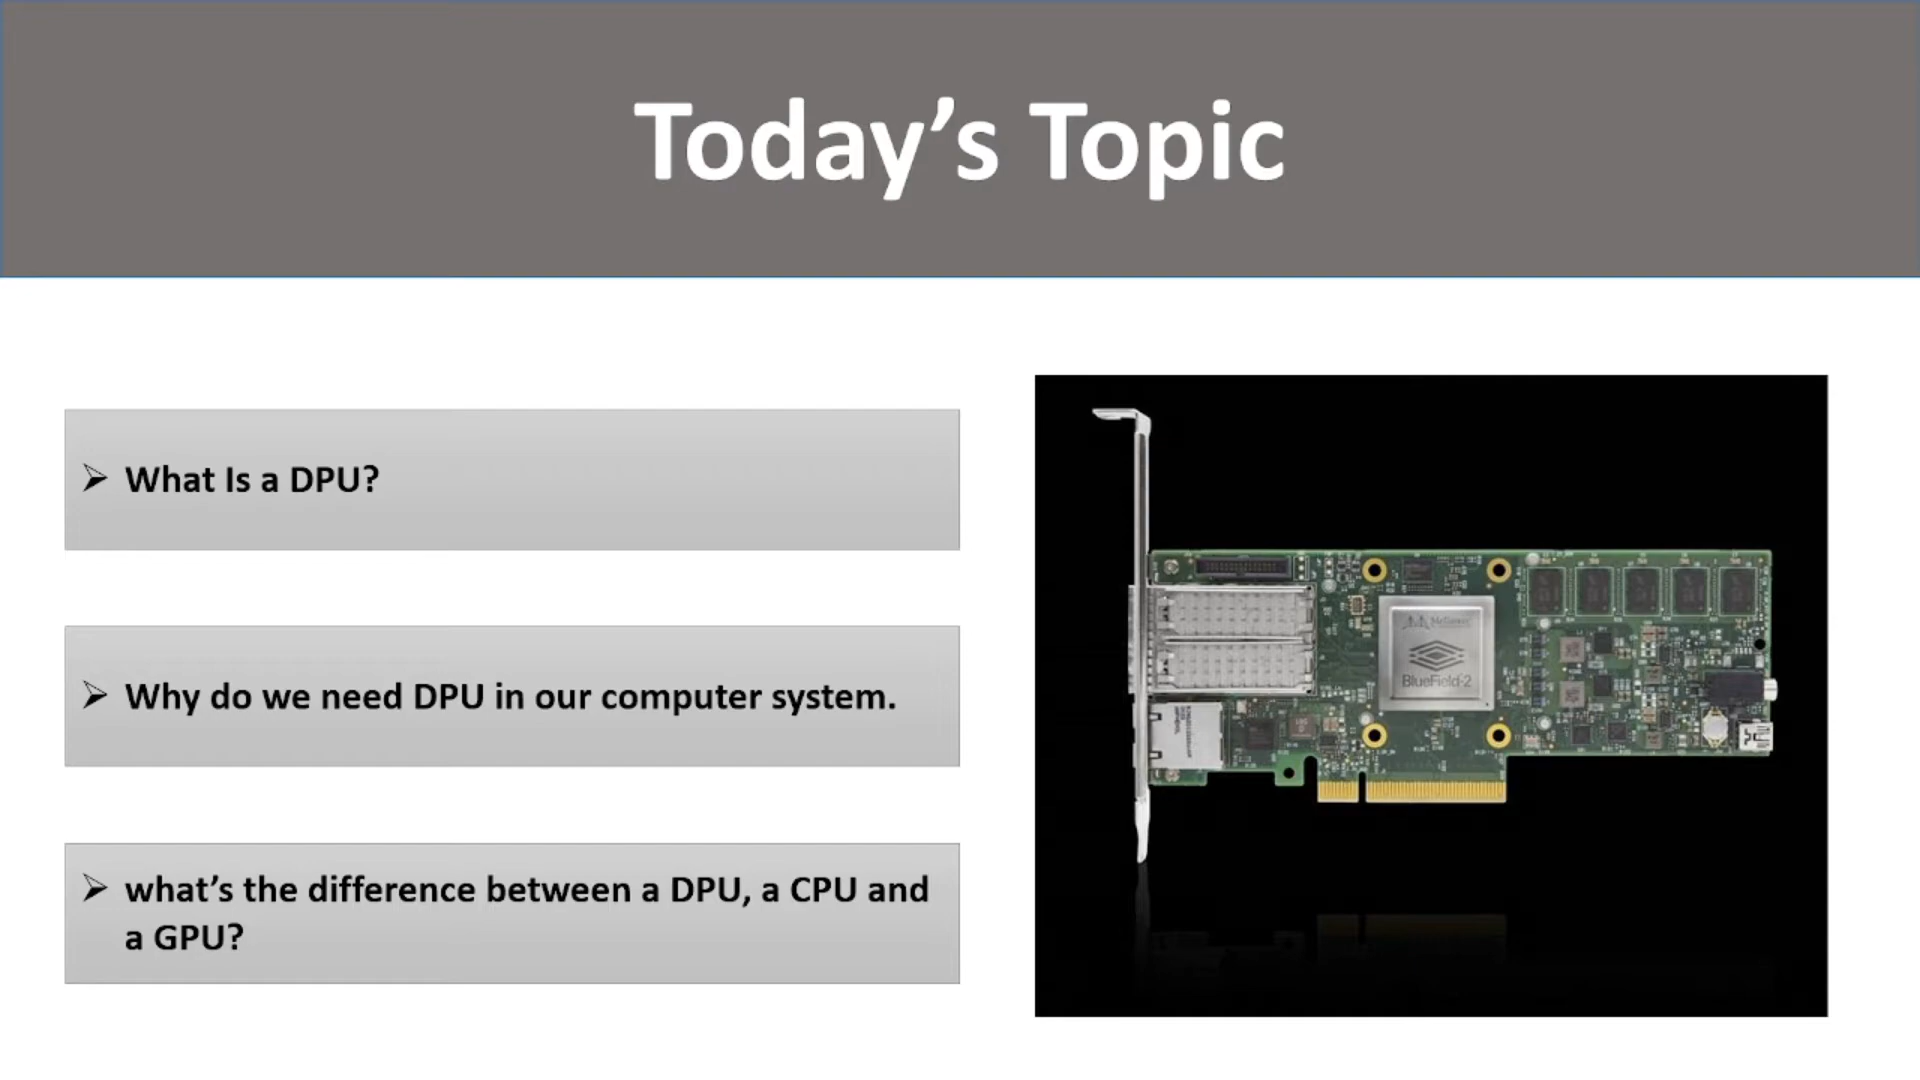 Today's Topic
➢ What Is a DPU?
➢ Why do we need DPU in our computer system.
➢ what's the difference between a DPU, a CPU and
a GPU?
Mellanox
BlueField-2